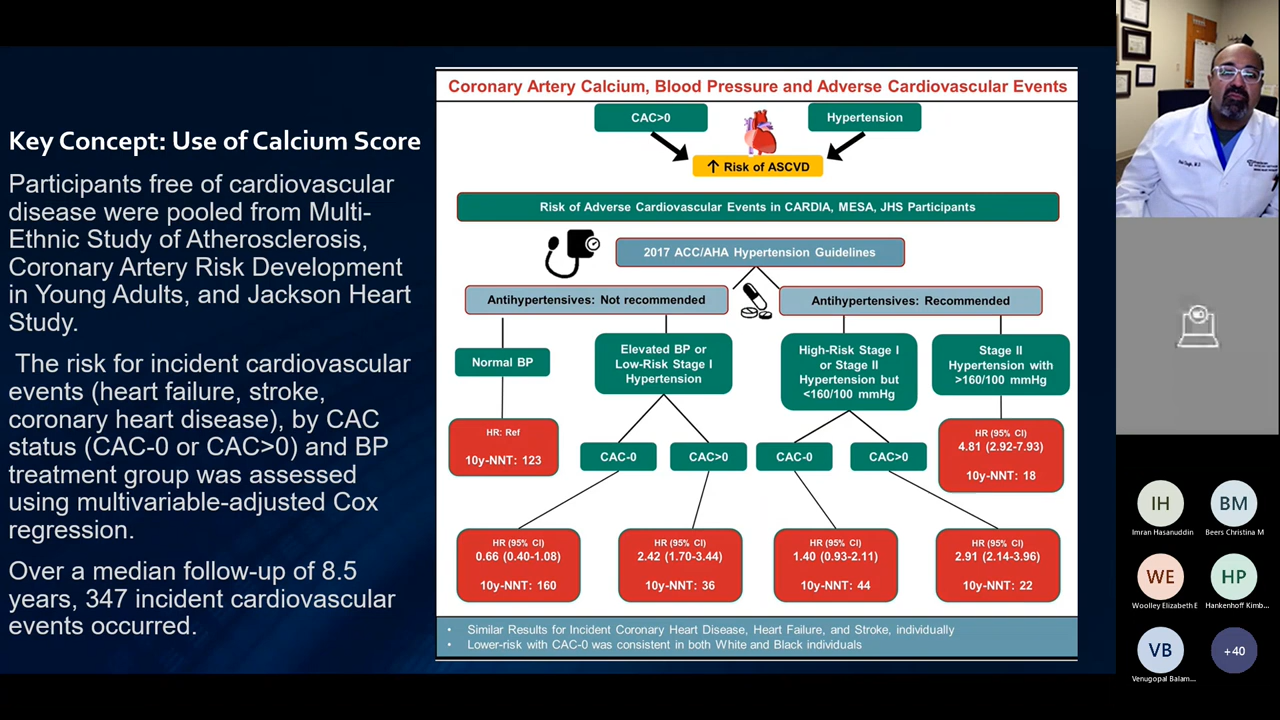 Key Concept: Use of Calcium Score
Participants free of cardiovascular
disease were pooled from Multi-
Ethnic Study of Atherosclerosis,
Coronary Artery Risk Development
in Young Adults, and Jackson Heart
Study.
The risk for incident cardiovascular
events (heart failure, stroke,
coronary heart disease), by CAC
status (CAC-0 or CAC>0) and BP
treatment group was assessed
using multivariable-adjusted Cox
regression.
Over a median follow-up of 8.5
years, 347 incident cardiovascular
events occurred.
Coronary Artery Calcium, Blood Pressure and Adverse Cardiovascular Events
CAC>0
Hypertension
↑ Risk of ASCVD
Risk of Adverse Cardiovascular Events in CARDIA, MESA, JHS Participants
2017 ACC/AHA Hypertension Guidelines
Antihypertensives: Not recommended
Antihypertensives: Recommended
Normal BP
Elevated BP or
Low-Risk Stage I
Hypertension
High-Risk Stage I
or Stage II
Hypertension but
<160/100 mmHg
Stage II
Hypertension with
>160/100 mmHg
HR: Ref
10y-NNT: 123
CAC-0
CAC>0
CAC-0
CAC>0
HR (95% CI)
4.81 (2.92-7.93)
10y-NNT: 18
HR (95% CI)
0.66 (0.40-1.08)
10y-NNT: 160
HR (95% CI)
2.42 (1.70-3.44)
10y-NNT: 36
HR (95% CI)
1.40 (0.93-2.11)
10y-NNT: 44
HR (95% CI)
2.91 (2.14-3.96)
10y-NNT: 22
• Similar Results for Incident Coronary Heart Disease, Heart Failure, and Stroke, individually
• Lower-risk with CAC-0 was consistent in both White and Black individuals
IH
Imran Hasanuddin
BM
Beers Christina M
WE
Woolley Elizabeth E
HP
Hankenhoff Kimb...
VB
Venugopal Balam...
+40